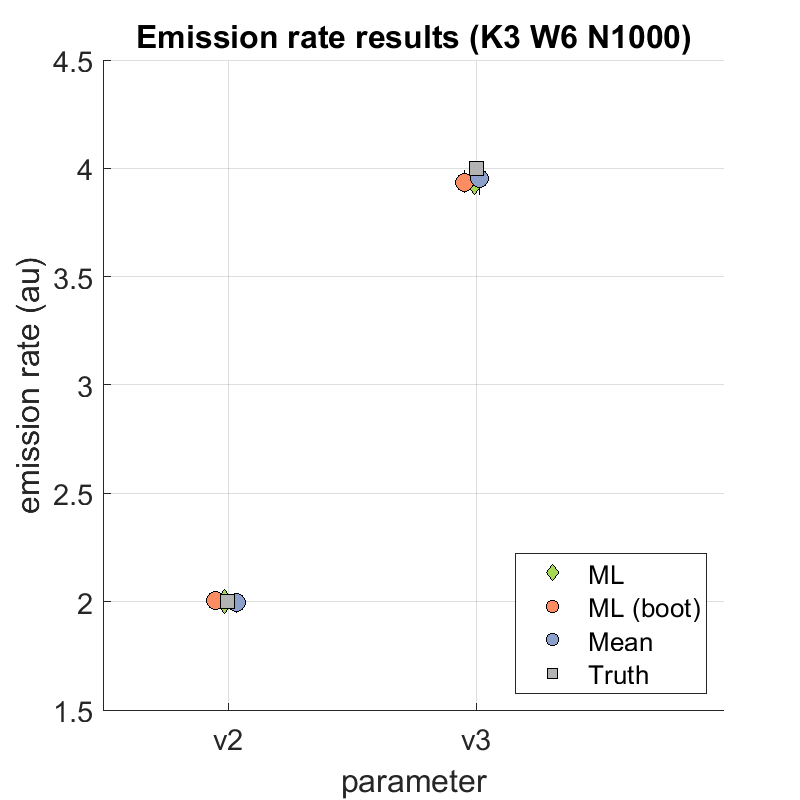 Emission rate results (K3 W6 N1000)
4.5
4
3.5
3
2.5
2
1.5
emission rate (au)
ML
ML (boot)
Mean
Truth
v2
v3
parameter